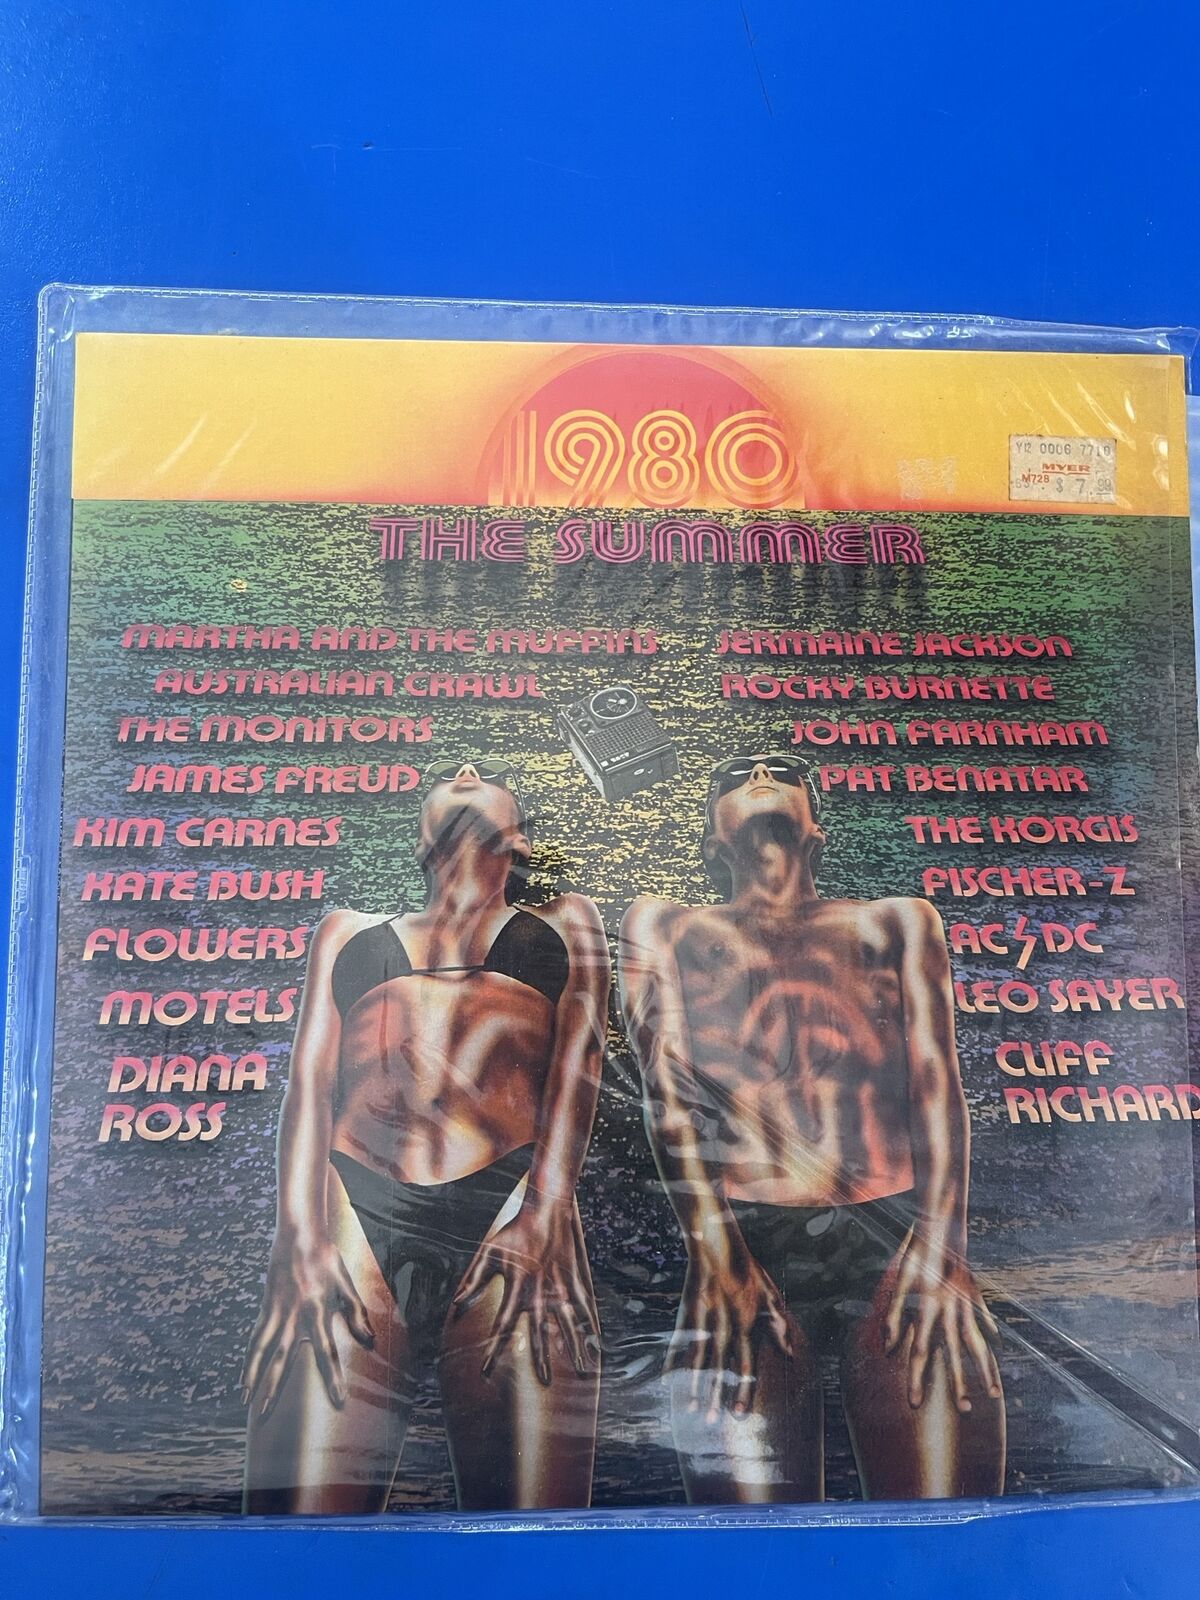 1980
Y12 0006 7710
MYER
M728
$ 7.99
THE SUMMER
MARTHA AND THE MUFFINS
AUSTRALIAN CRAWL
THE MONITORS
JAMES FREUD
KIM CARNES
KATE BUSH
FLOWERS
MOTELS
DIANA
ROSS
JERMAINE JACKSON
ROCKY BURNETTE
JOHN FARNHAM
PAT BENATAR
THE KORGIS
FISCHER-Z
AC⚡DC
LEO SAYER
CLIFF
RICHARD